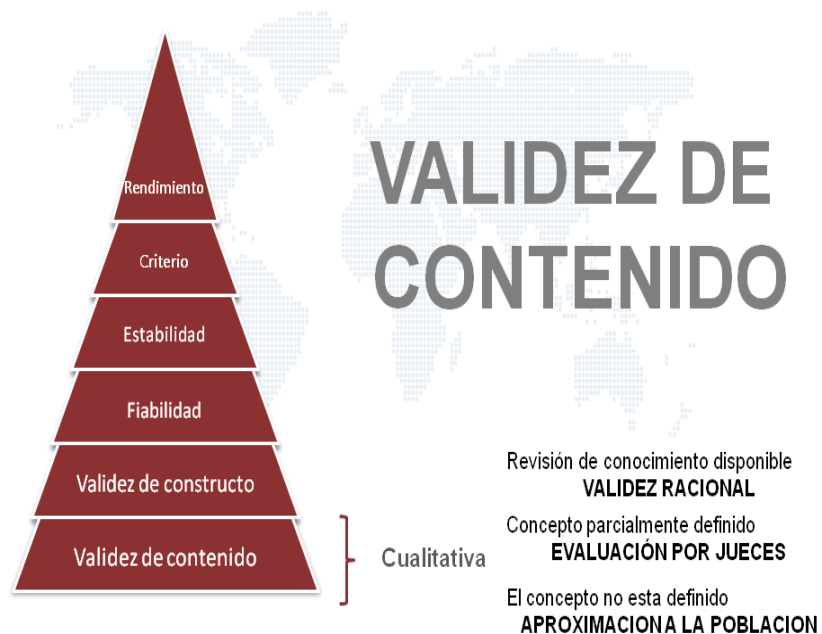 VALIDEZ DE
CONTENIDO
Rendimiento
Criterio
Estabilidad
Fiabilidad
Validez de constructo
Validez de contenido
Cualitativa
Revisión de conocimiento disponible
VALIDEZ RACIONAL
Concepto parcialmente definido
EVALUACIÓN POR JUECES
El concepto no esta definido
APROXIMACION A LA POBLACION